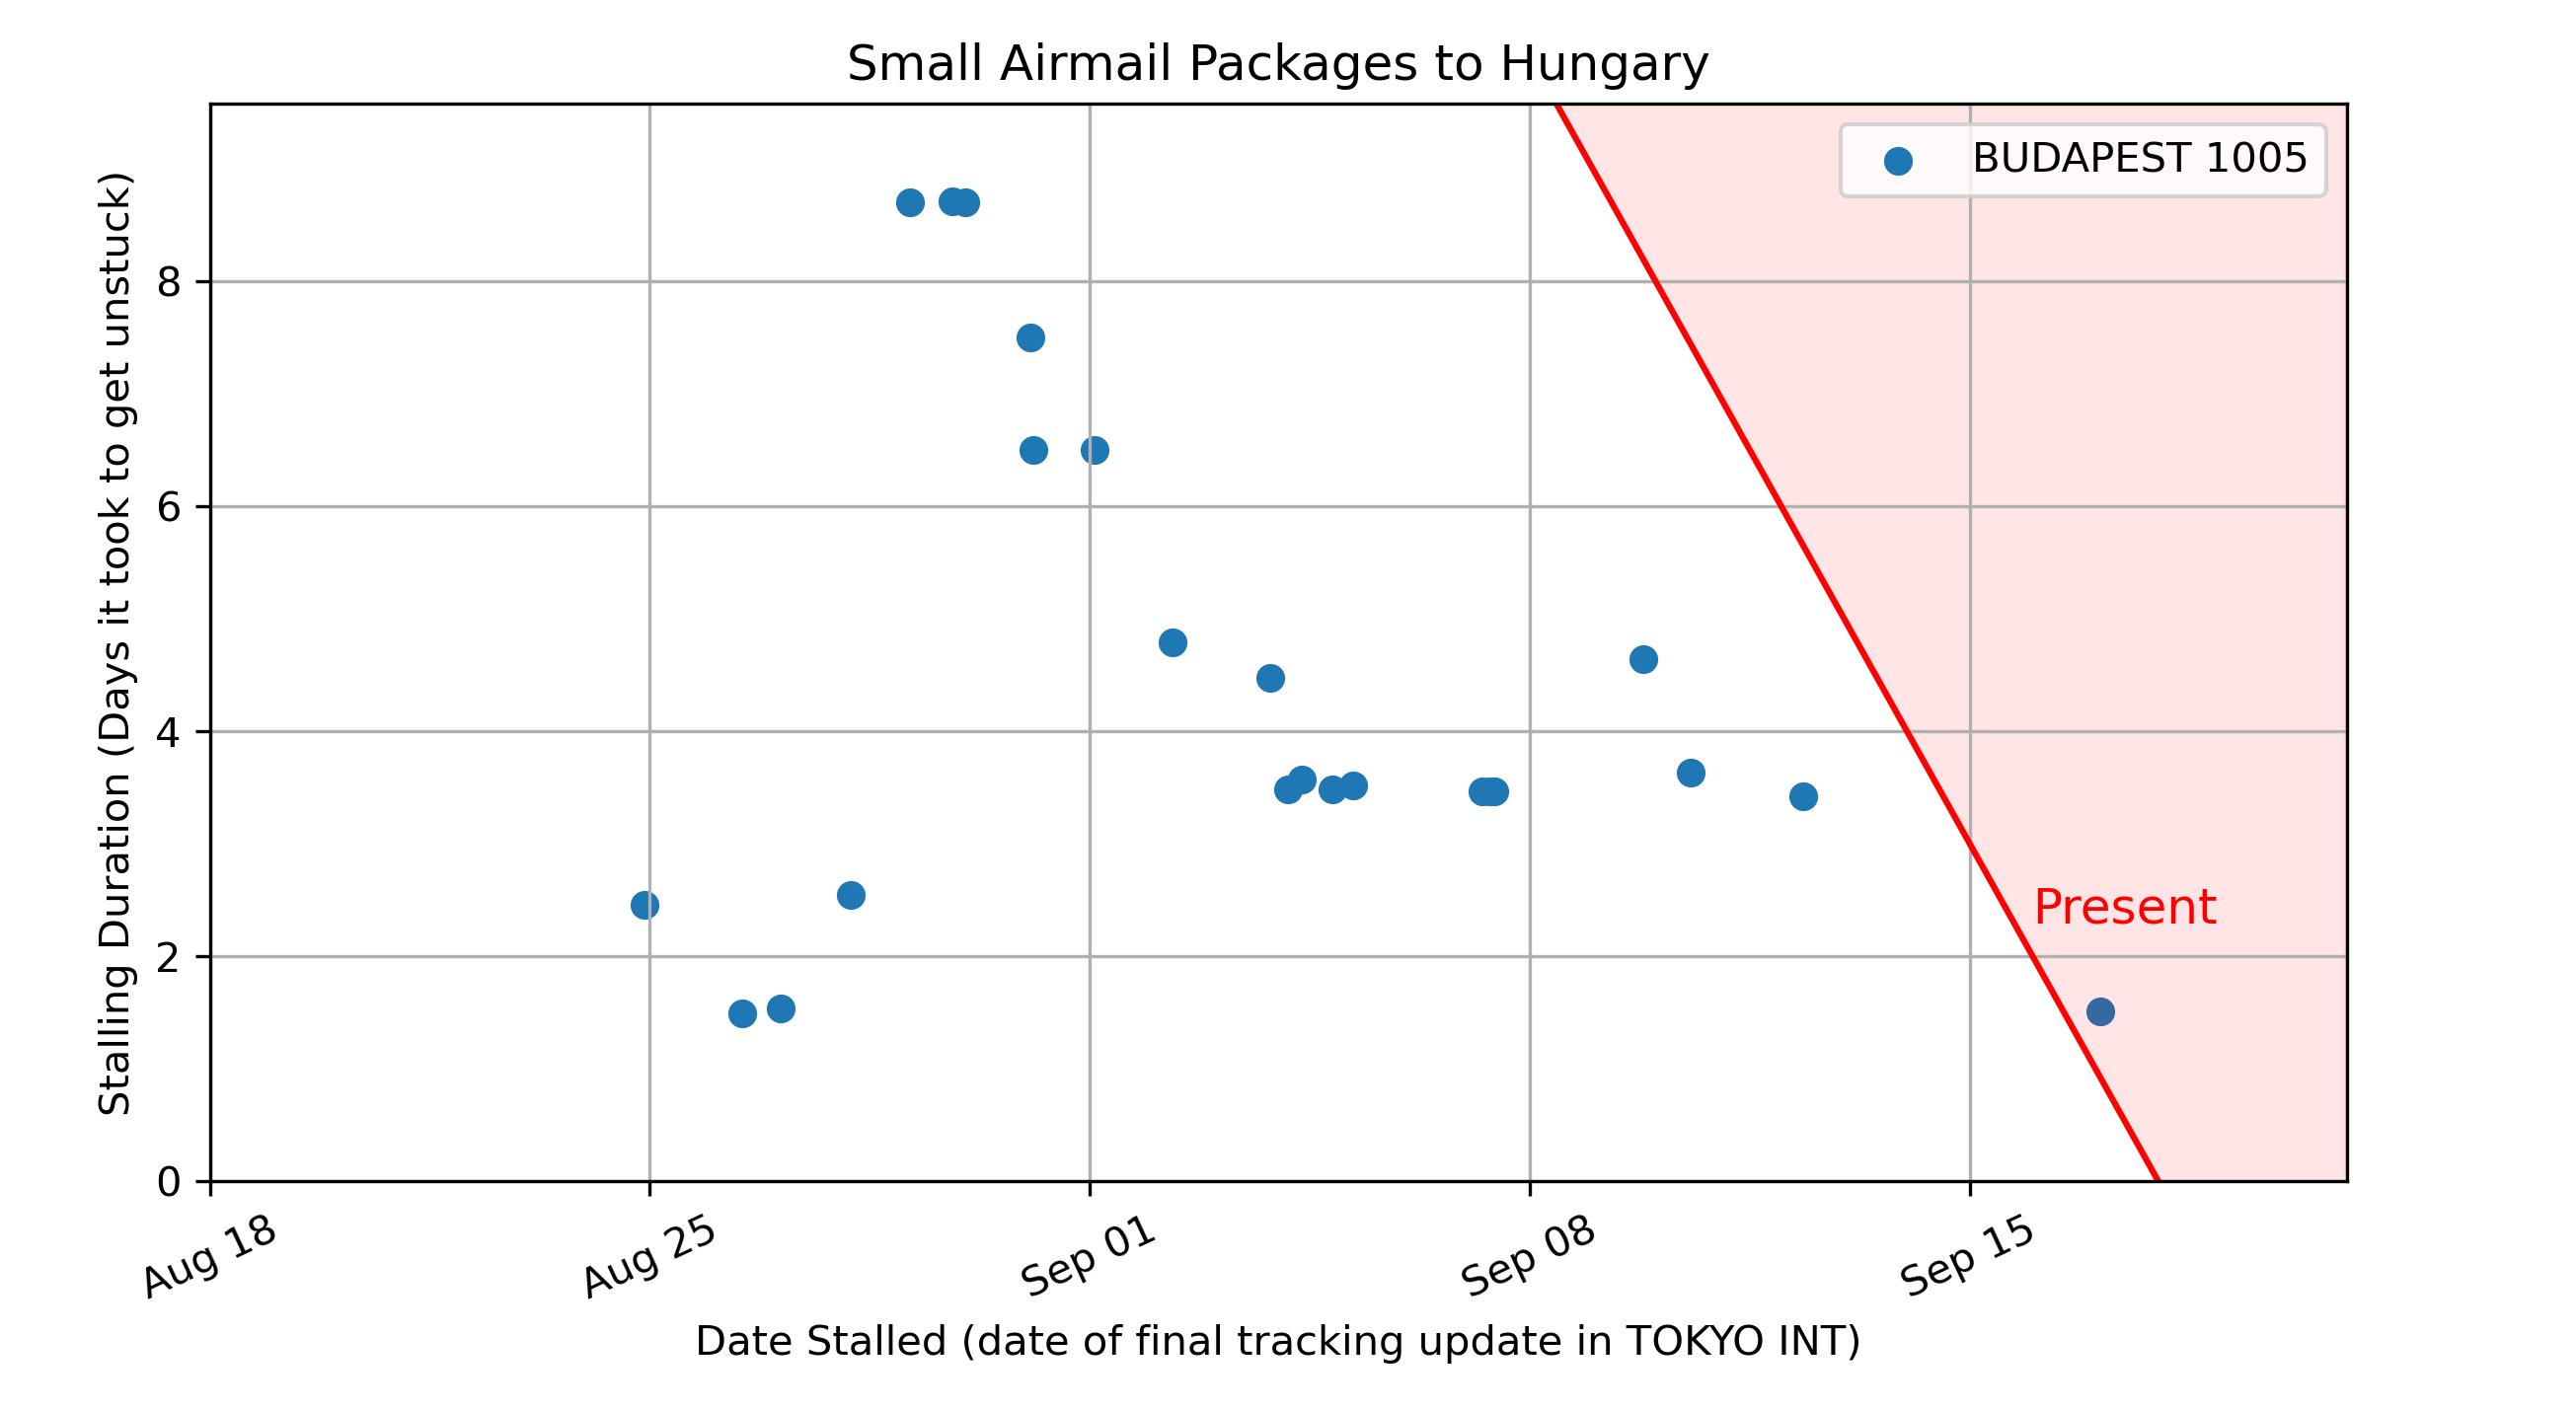 Small Airmail Packages to Hungary
BUDAPEST 1005
Stalling Duration (Days it took to get unstuck)
8
6
4
2
0
Present
Aug 18
Aug 25
Sep 01
Sep 08
Sep 15
Date Stalled (date of final tracking update in TOKYO INT)